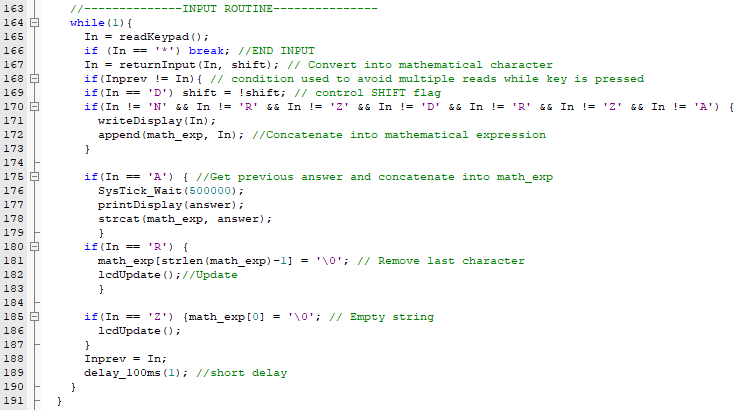 163 //--------------INPUT ROUTINE---------------
164 while(1){
165 In = readKeypad();
166 if (In == '*') break; //END INPUT
167 In = returnInput(In, shift); // Convert into mathematical character
168 if(Inprev != In){ // condition used to avoid multiple reads while key is pressed
169 if(In == 'D') shift = !shift; // control SHIFT flag
170 if(In != 'N' && In != 'R' && In != 'Z' && In != 'D' && In != 'R' && In != 'Z' && In != 'A') {
171 writeDisplay(In);
172 append(math_exp, In); //Concatenate into mathematical expression
173 }
174
175 if(In == 'A') { //Get previous answer and concatenate into math_exp
176 SysTick_Wait(500000);
177 printDisplay(answer);
178 strcat(math_exp, answer);
179 }
180 if(In == 'R') {
181 math_exp[strlen(math_exp)-1] = '\0'; // Remove last character
182 lcdUpdate();//Update
183 }
184
185 if(In == 'Z') {math_exp[0] = '\0'; // Empty string
186 lcdUpdate();
187 }
188 Inprev = In;
189 delay_100ms(1); //short delay
190 }
191 }